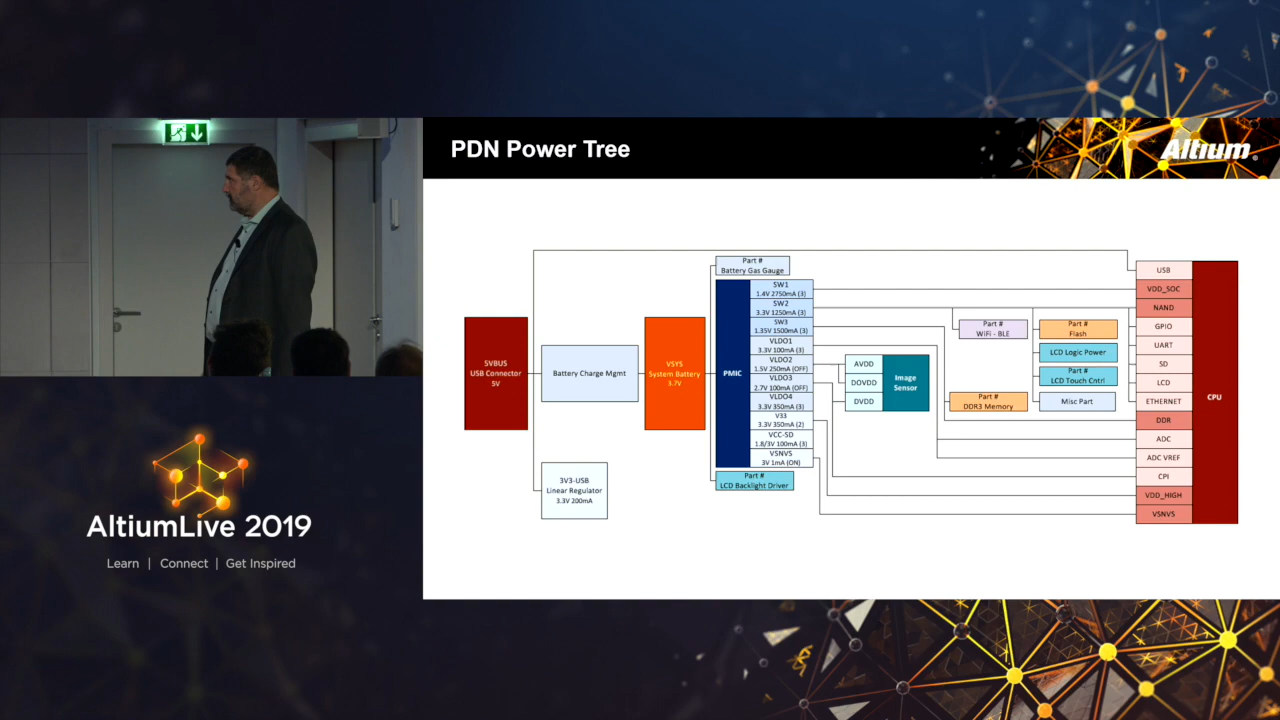 PDN Power Tree
Altium
5VBUS
USB Connector
5V
Battery Charge Mgmt
3V3-USB
Linear Regulator
3.3V 200mA
VSYS
System Battery
3.7V
Part #
Battery Gas Gauge
PMIC
SW1
1.4V 2750mA (3)
SW2
3.3V 1250mA (3)
SW3
1.35V 1500mA (3)
VLDO1
3.3V 100mA (3)
VLDO2
1.5V 250mA (OFF)
VLDO3
2.7V 100mA (OFF)
VLDO4
3.3V 350mA (3)
V33
3.3V 350mA (2)
VCC-SD
1.8/3V 100mA (3)
VSNVS
3V 1mA (ON)
Part #
LCD Backlight Driver
AVDD
DOVDD
DVDD
Image
Sensor
Part #
WiFi - BLE
Part #
DDR3 Memory
Part #
Flash
LCD Logic Power
Part #
LCD Touch Cntrl
Misc Part
USB
VDD_SOC
NAND
GPIO
UART
SD
LCD
ETHERNET
DDR
ADC
ADC VREF
CPI
VDD_HIGH
VSNVS
CPU
AltiumLive 2019
Learn | Connect | Get Inspired